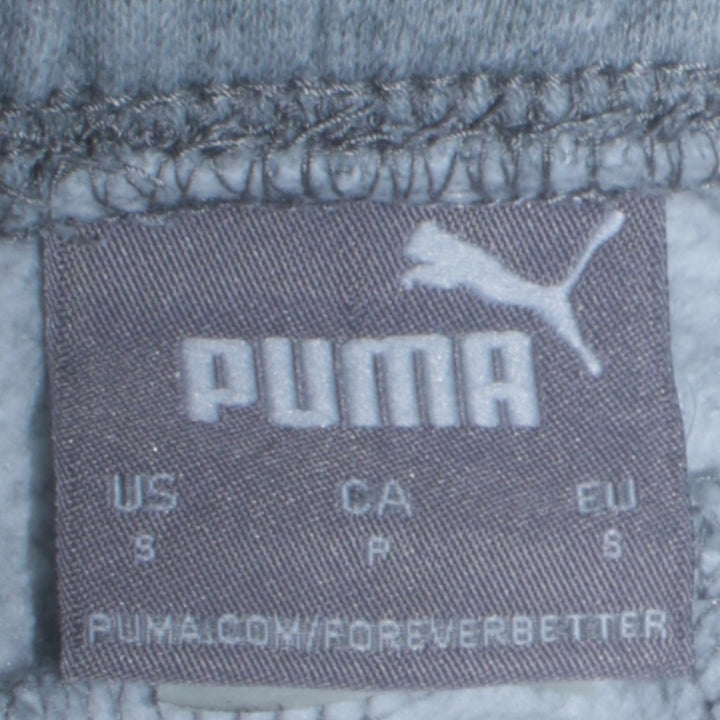 PUMA
US CA EU
S P S
PUMA.COM/FOREVERBETTER